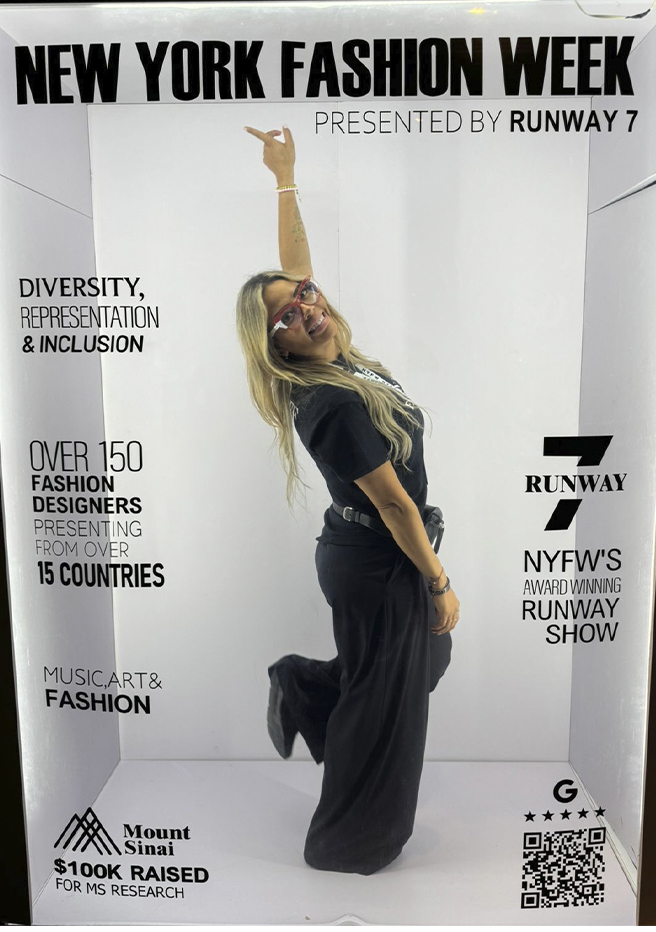 NEW YORK FASHION WEEK
PRESENTED BY RUNWAY 7
DIVERSITY,
REPRESENTATION
& INCLUSION
OVER 150
FASHION
DESIGNERS
PRESENTING
FROM OVER
15 COUNTRIES
MUSIC,ART&
FASHION
Mount
Sinai
$100K RAISED
FOR MS RESEARCH
7
RUNWAY
NYFW'S
AWARD WINNING
RUNWAY
SHOW
G